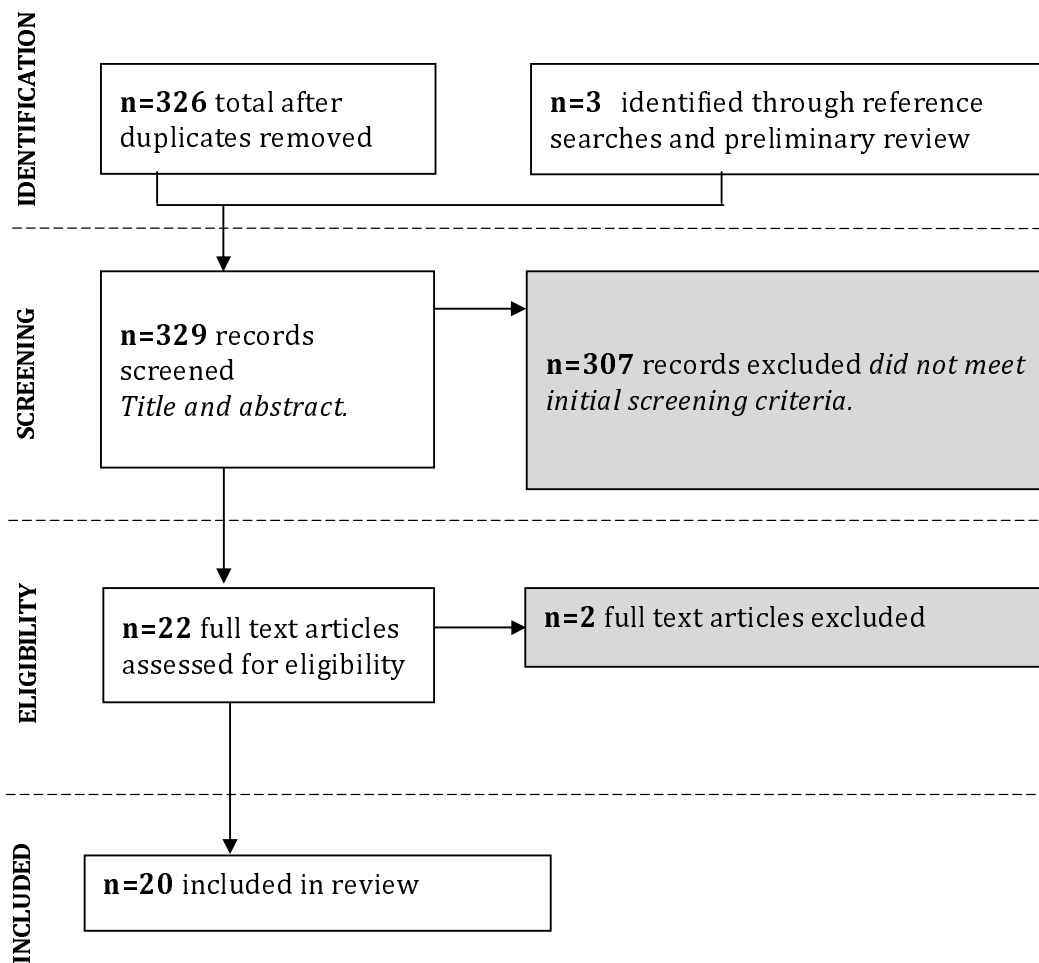 IDENTIFICATION
n=326 total after
duplicates removed
n=3 identified through reference
searches and preliminary review
SCREENING
n=329 records
screened
Title and abstract.
n=307 records excluded did not meet
initial screening criteria.
ELIGIBILITY
n=22 full text articles
assessed for eligibility
n=2 full text articles excluded
INCLUDED
n=20 included in review